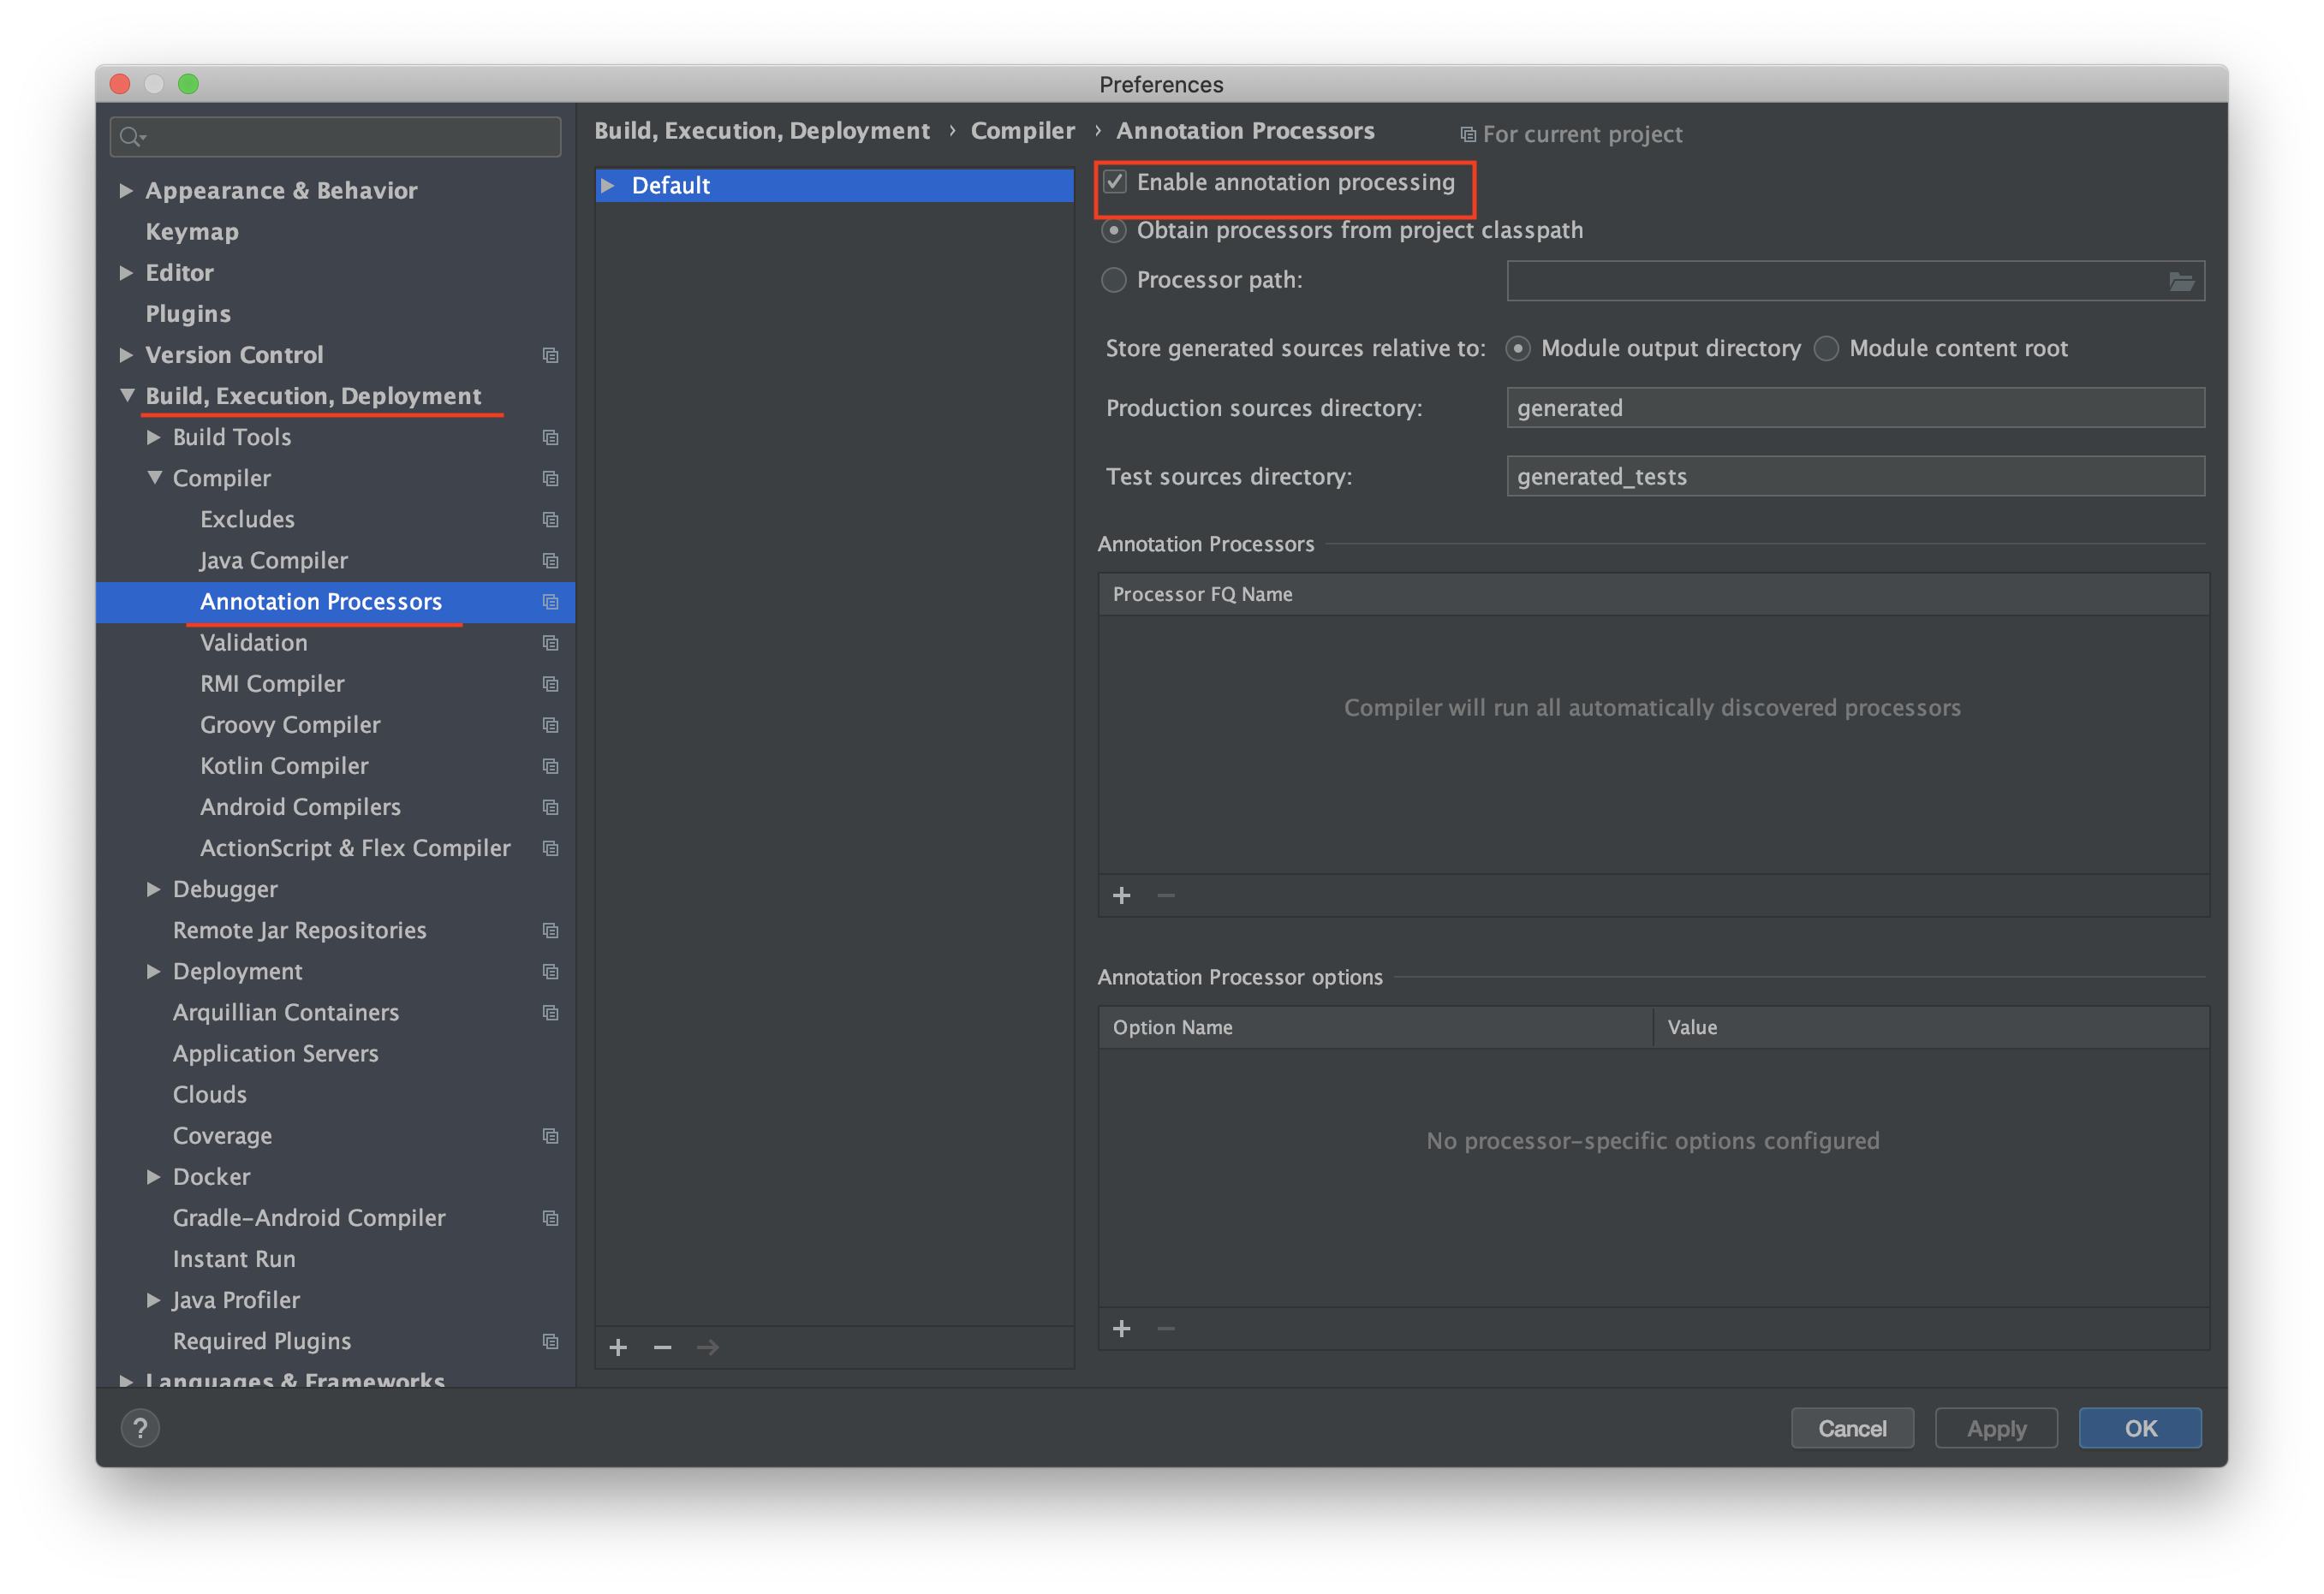 Preferences
Appearance & Behavior
Keymap
Editor
Plugins
Version Control
Build, Execution, Deployment
Build Tools
Compiler
Excludes
Java Compiler
Annotation Processors
Validation
RMI Compiler
Groovy Compiler
Kotlin Compiler
Android Compilers
ActionScript & Flex Compiler
Debugger
Remote Jar Repositories
Deployment
Arquillian Containers
Application Servers
Clouds
Coverage
Docker
Gradle-Android Compiler
Instant Run
Java Profiler
Required Plugins
Languages & Frameworks
Build, Execution, Deployment › Compiler › Annotation Processors For current project
Default
Enable annotation processing
Obtain processors from project classpath
Processor path:
Store generated sources relative to: Module output directory Module content root
Production sources directory: generated
Test sources directory: generated_tests
Annotation Processors
Processor FQ Name
Compiler will run all automatically discovered processors
Annotation Processor options
Option Name Value
No processor-specific options configured
? Cancel Apply OK